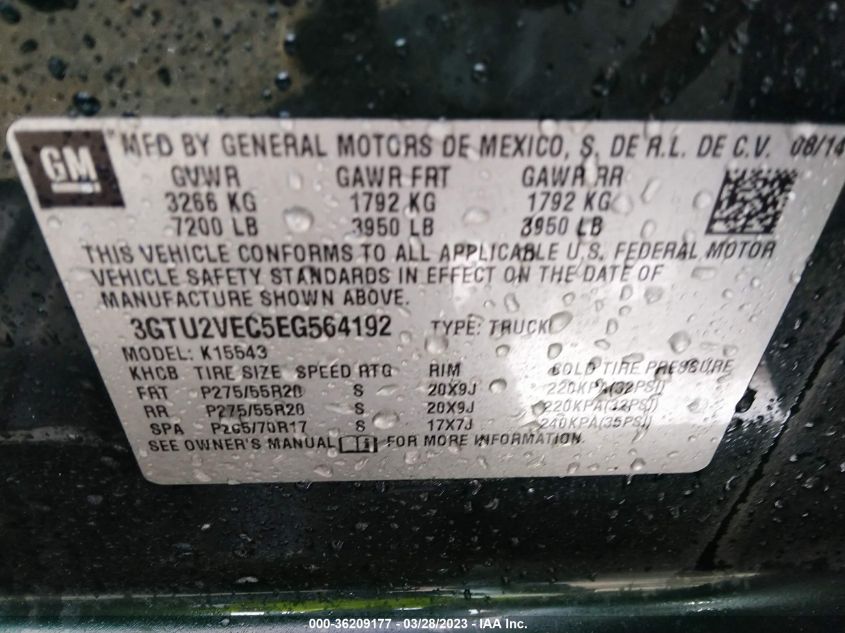 GM MFD BY GENERAL MOTORS DE MEXICO, S. DE R.L. DE C.V. 08/14
GVWR GAWR FRT GAWR RR
3266 KG 1792 KG 1792 KG
7200 LB 3950 LB 3950 LB
THIS VEHICLE CONFORMS TO ALL APPLICABLE U.S. FEDERAL MOTOR
VEHICLE SAFETY STANDARDS IN EFFECT ON THE DATE OF
MANUFACTURE SHOWN ABOVE.
3GTU2VEC5EG564192 TYPE: TRUCK
MODEL: K15543
KHCB TIRE SIZE SPEED RTG RIM COLD TIRE PRESSURE
FRT P275/55R20 S 20X9J 220KPA(32PSI)
RR P275/55R20 S 20X9J 220KPA(32PSI)
SPA P265/70R17 S 17X7J 240KPA(35PSI)
SEE OWNER'S MANUAL FOR MORE INFORMATION.
000-36209177 - 03/28/2023 - IAA Inc.